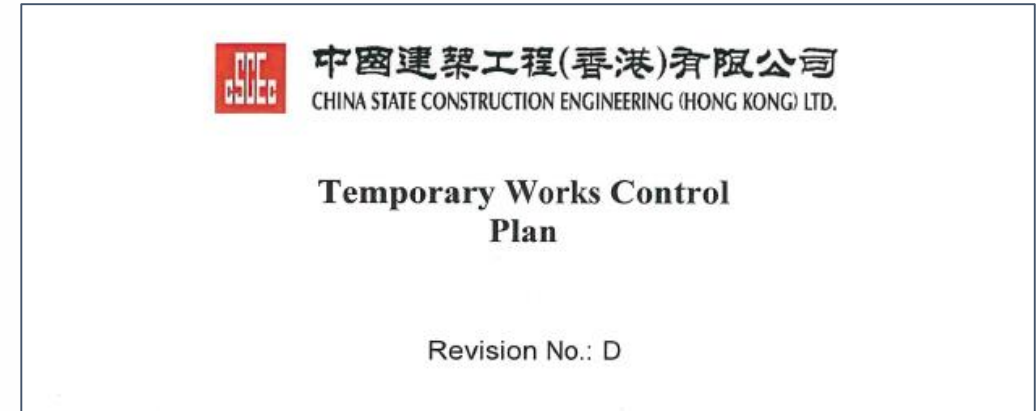 CSCEC
中國建築工程(香港)有限公司
CHINA STATE CONSTRUCTION ENGINEERING (HONG KONG) LTD.
Temporary Works Control
Plan
Revision No.: D